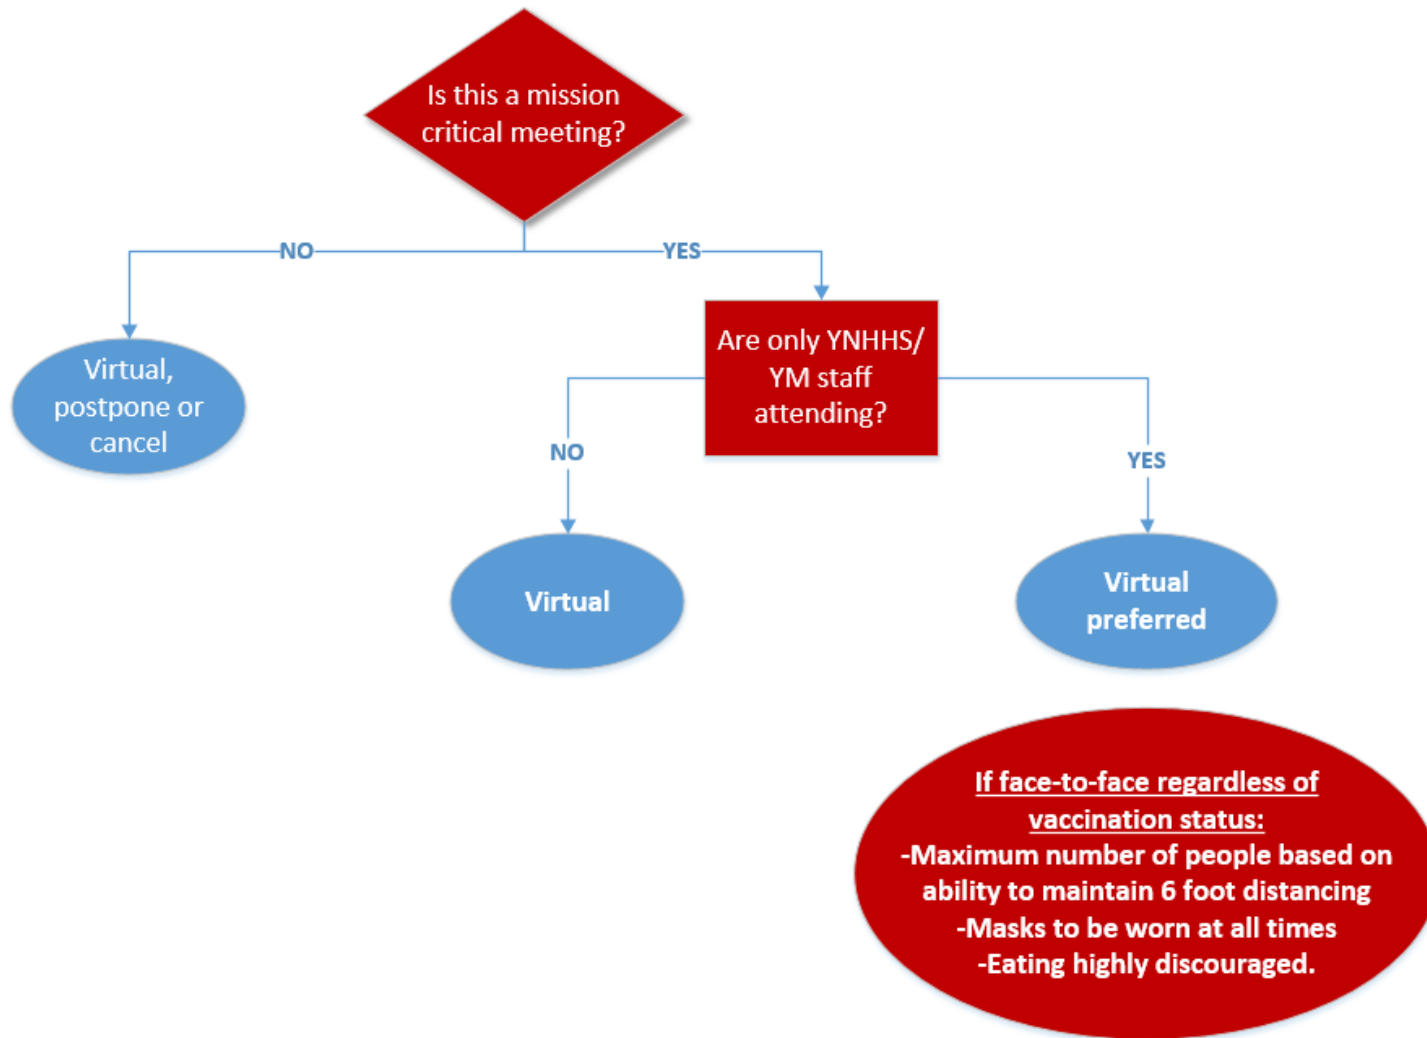 Is this a mission
critical meeting?
NO
YES
Virtual,
postpone or
cancel
Are only YNHHS/
YM staff
attending?
NO
YES
Virtual
Virtual
preferred
If face-to-face regardless of
vaccination status:
-Maximum number of people based on
ability to maintain 6 foot distancing
-Masks to be worn at all times
-Eating highly discouraged.